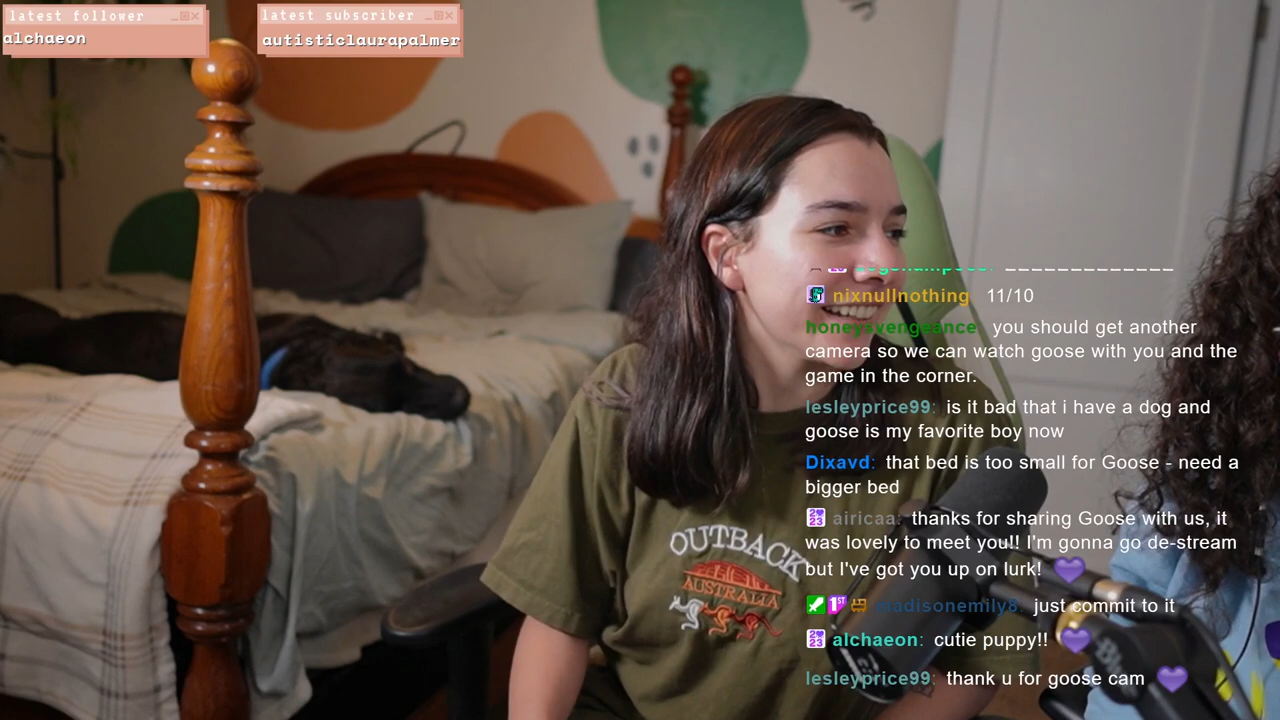 latest follower
alchaeon
latest subscriber
autisticlaurapalmer
nixnullnothing 11/10
honeysvengeance you should get another
camera so we can watch goose with you and the
game in the corner.
lesleyprice99: is it bad that i have a dog and
goose is my favorite boy now
Dixavd: that bed is too small for Goose - need a
bigger bed
airicaa: thanks for sharing Goose with us, it
was lovely to meet you!! I'm gonna go de-stream
but I've got you up on lurk! 💜
madisonemily8: just commit to it
alchaeon: cutie puppy!! 💜
lesleyprice99: thank u for goose cam 💜
OUTBACK
AUSTRALIA